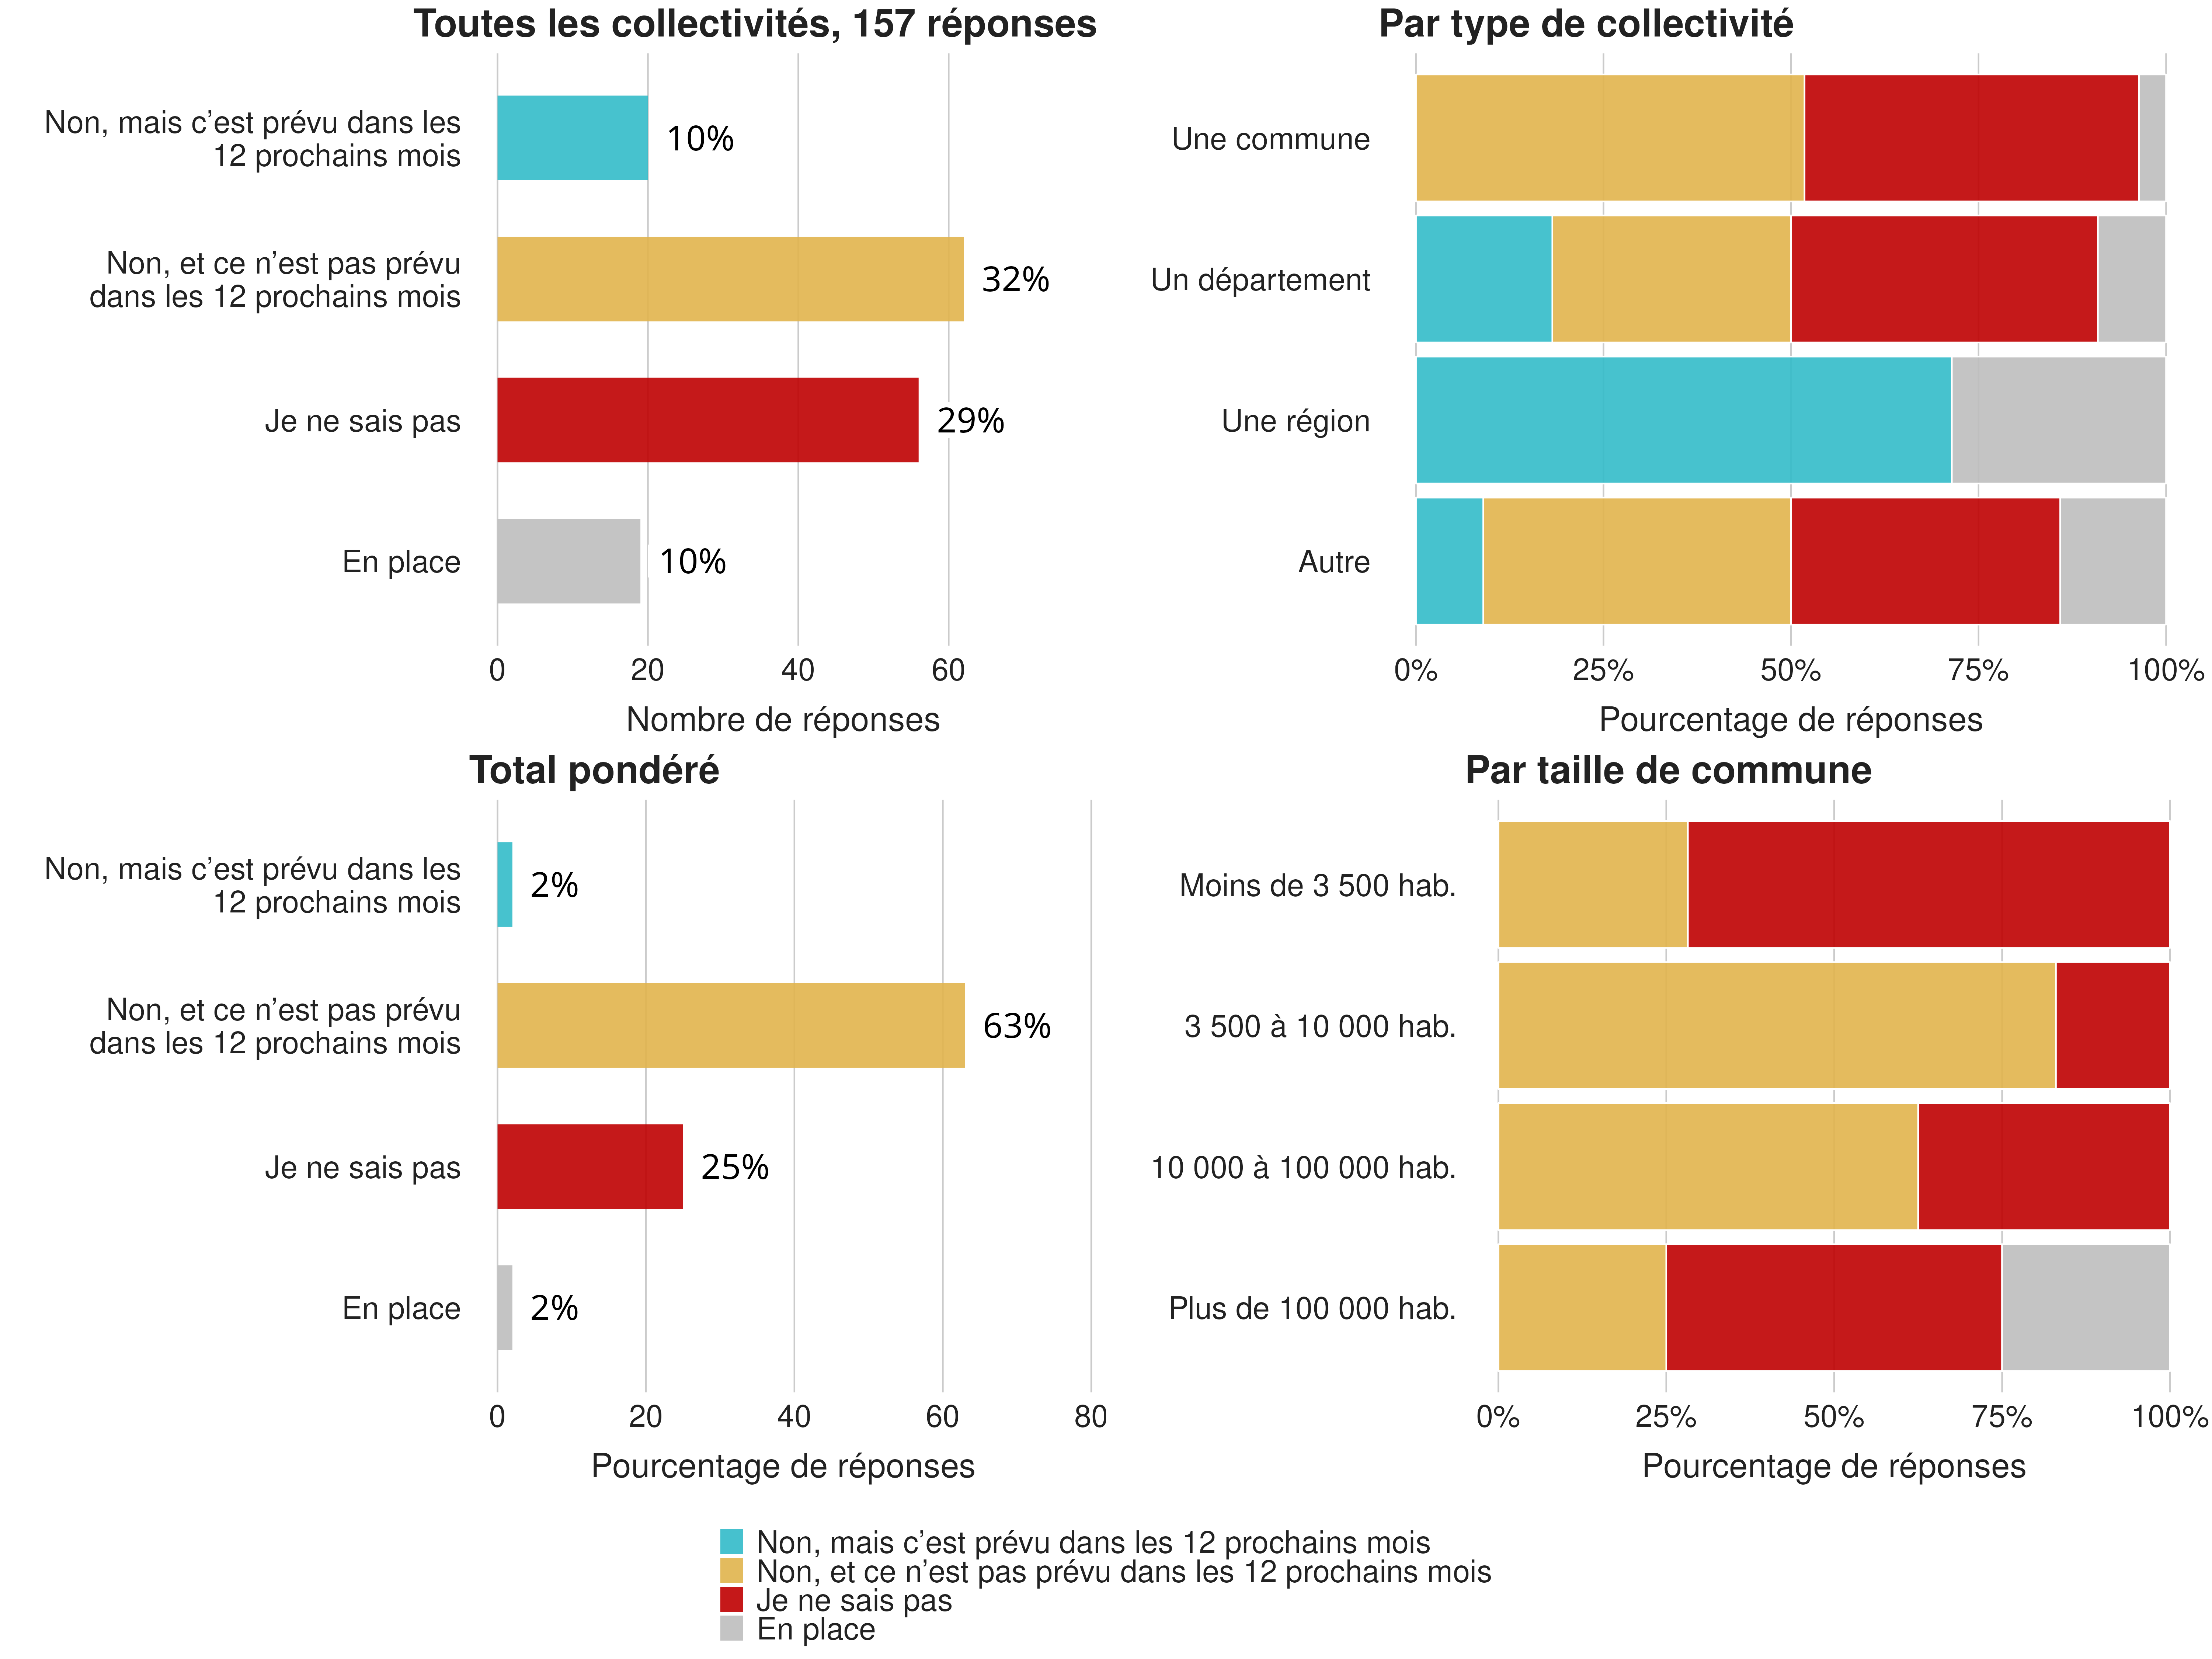 Toutes les collectivités, 157 réponses
Non, mais c’est prévu dans les
12 prochains mois
10%
Non, et ce n’est pas prévu
dans les 12 prochains mois
32%
Je ne sais pas
29%
En place
10%
0 20 40 60
Nombre de réponses
Par type de collectivité
Une commune
Un département
Une région
Autre
0% 25% 50% 75% 100%
Pourcentage de réponses
Total pondéré
Non, mais c’est prévu dans les
12 prochains mois
2%
Non, et ce n’est pas prévu
dans les 12 prochains mois
63%
Je ne sais pas
25%
En place
2%
0 20 40 60 80
Pourcentage de réponses
Par taille de commune
Moins de 3 500 hab.
3 500 à 10 000 hab.
10 000 à 100 000 hab.
Plus de 100 000 hab.
0% 25% 50% 75% 100%
Pourcentage de réponses
Non, mais c’est prévu dans les 12 prochains mois
Non, et ce n’est pas prévu dans les 12 prochains mois
Je ne sais pas
En place